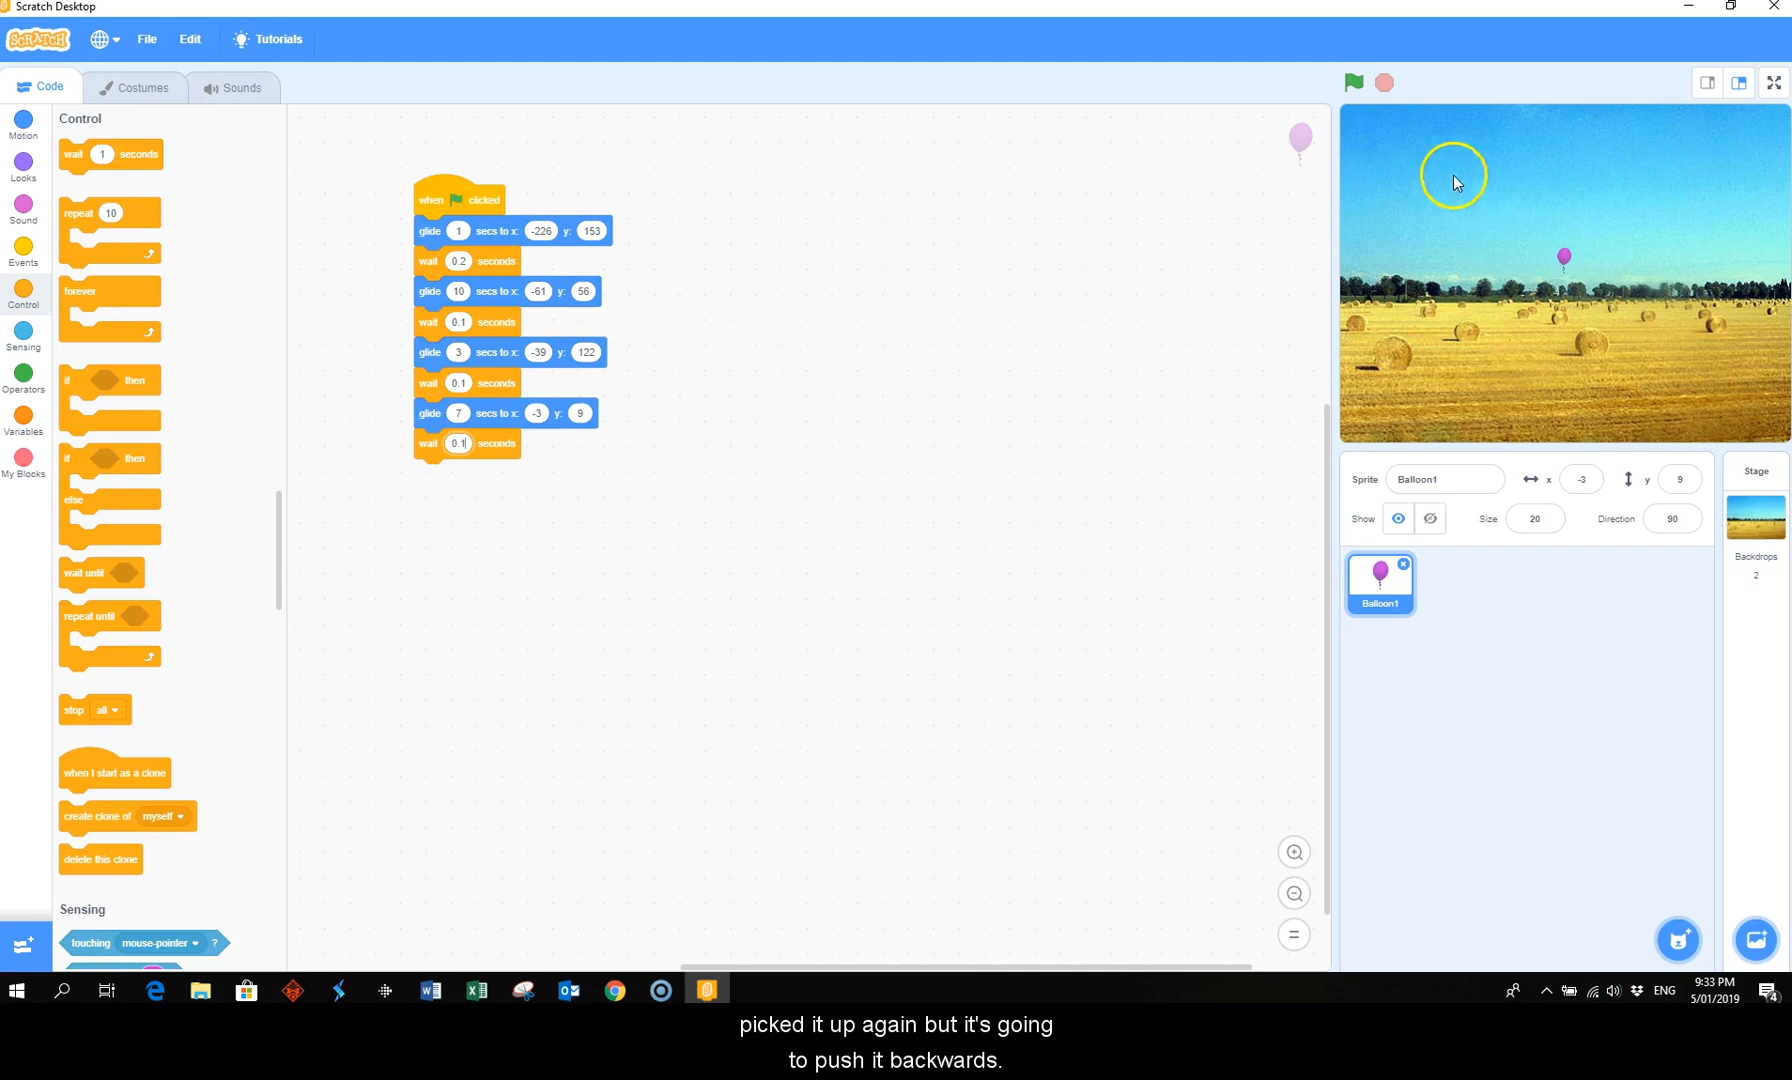 Scratch Desktop
SCRATCH File Edit Tutorials
Code Costumes Sounds
Motion
Looks
Sound
Events
Control
Sensing
Operators
Variables
My Blocks
Control
wait 1 seconds
repeat 10
forever
if then
if then
else
wait until
repeat until
stop all
when I start as a clone
create clone of myself
delete this clone
Sensing
touching mouse-pointer ?
when clicked
glide 1 secs to x: -226 y: 153
wait 0.2 seconds
glide 10 secs to x: -61 y: 56
wait 0.1 seconds
glide 3 secs to x: -39 y: 122
wait 0.1 seconds
glide 7 secs to x: -3 y: 9
wait 0.1 seconds
Sprite Balloon1 x -3 y 9
Show Size 20 Direction 90
Balloon1
Stage
Backdrops
2
ENG
9:33 PM
5/01/2019
4
picked it up again but it's going
to push it backwards.